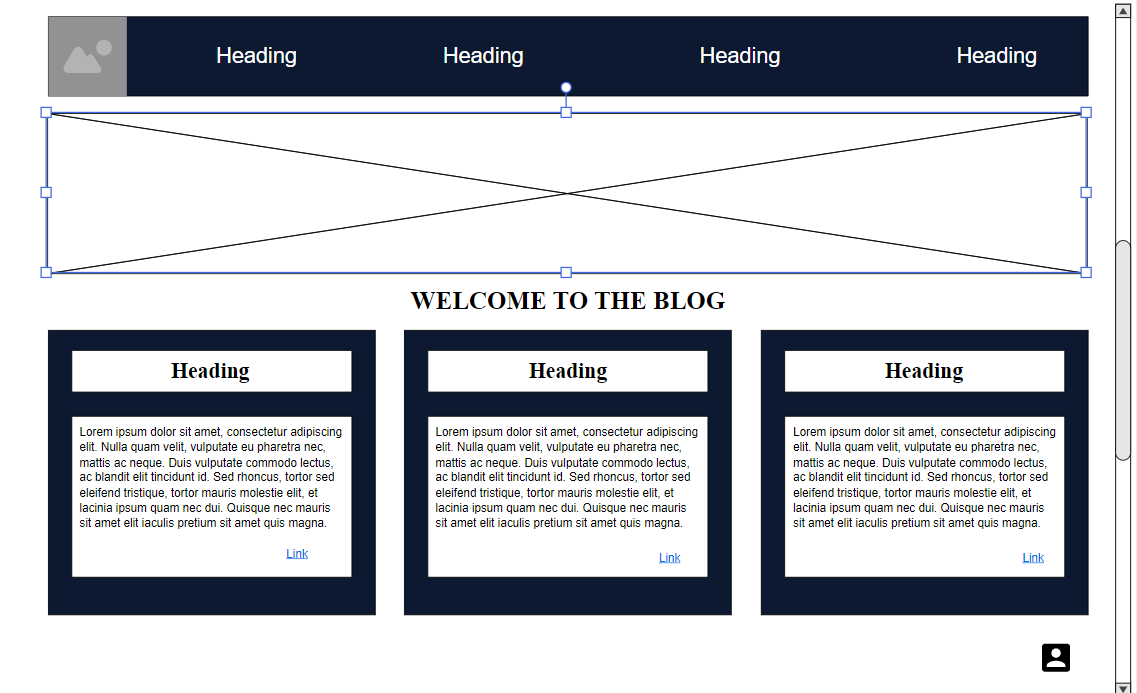 Heading Heading Heading Heading
WELCOME TO THE BLOG
Heading
Lorem ipsum dolor sit amet, consectetur adipiscing
elit. Nulla quam velit, vulputate eu pharetra nec,
mattis ac neque. Duis vulputate commodo lectus,
ac blandit elit tincidunt id. Sed rhoncus, tortor sed
eleifend tristique, tortor mauris molestie elit, et
lacinia ipsum quam nec dui. Quisque nec mauris
sit amet elit iaculis pretium sit amet quis magna.
Link
Heading
Lorem ipsum dolor sit amet, consectetur adipiscing
elit. Nulla quam velit, vulputate eu pharetra nec,
mattis ac neque. Duis vulputate commodo lectus,
ac blandit elit tincidunt id. Sed rhoncus, tortor sed
eleifend tristique, tortor mauris molestie elit, et
lacinia ipsum quam nec dui. Quisque nec mauris
sit amet elit iaculis pretium sit amet quis magna.
Link
Heading
Lorem ipsum dolor sit amet, consectetur adipiscing
elit. Nulla quam velit, vulputate eu pharetra nec,
mattis ac neque. Duis vulputate commodo lectus,
ac blandit elit tincidunt id. Sed rhoncus, tortor sed
eleifend tristique, tortor mauris molestie elit, et
lacinia ipsum quam nec dui. Quisque nec mauris
sit amet elit iaculis pretium sit amet quis magna.
Link